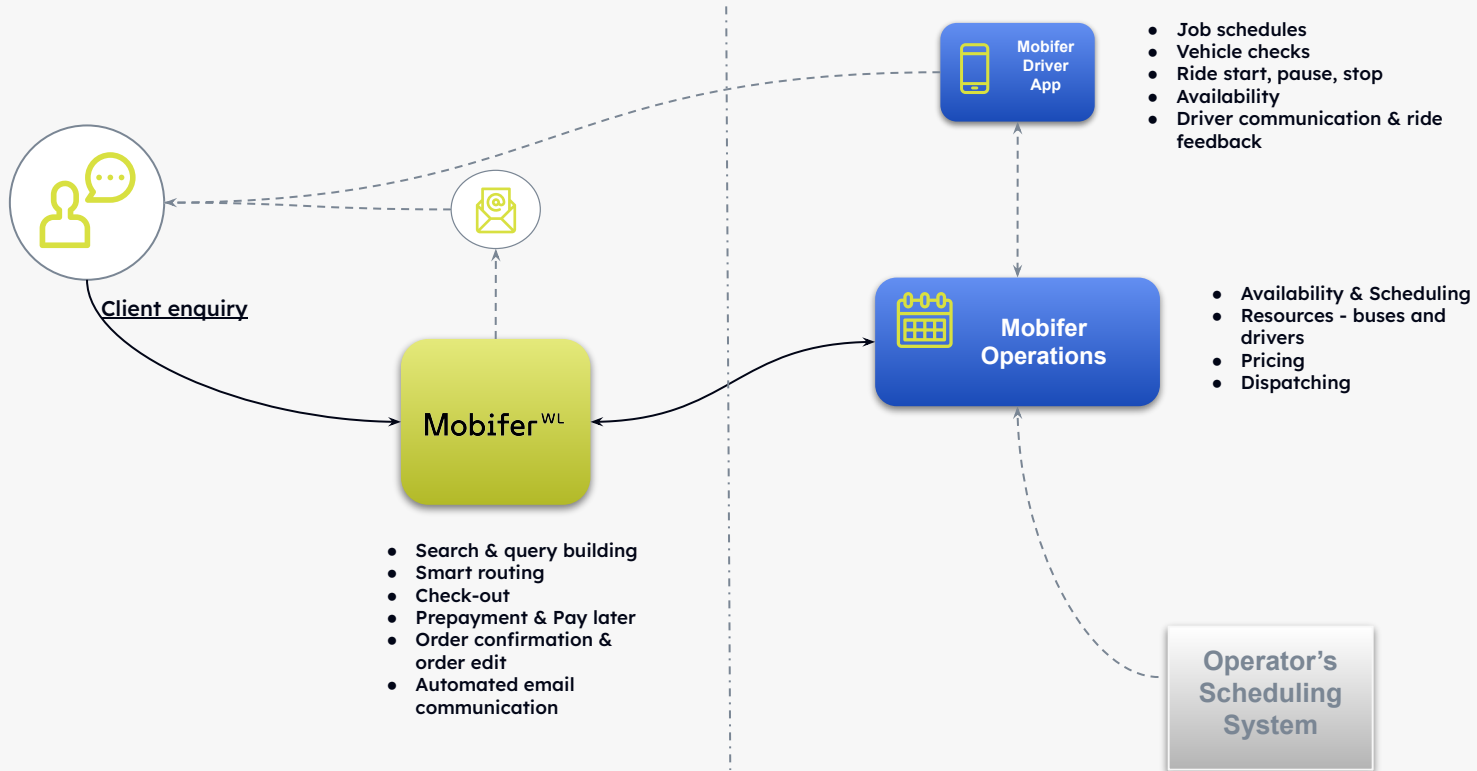 Mobifer
Driver
App
● Job schedules
● Vehicle checks
● Ride start, pause, stop
● Availability
● Driver communication & ride
feedback
@
Client enquiry
Mobifer WL
● Search & query building
● Smart routing
● Check-out
● Prepayment & Pay later
● Order confirmation &
order edit
● Automated email
communication
Mobifer
Operations
● Availability & Scheduling
● Resources - buses and
drivers
● Pricing
● Dispatching
Operator's
Scheduling
System